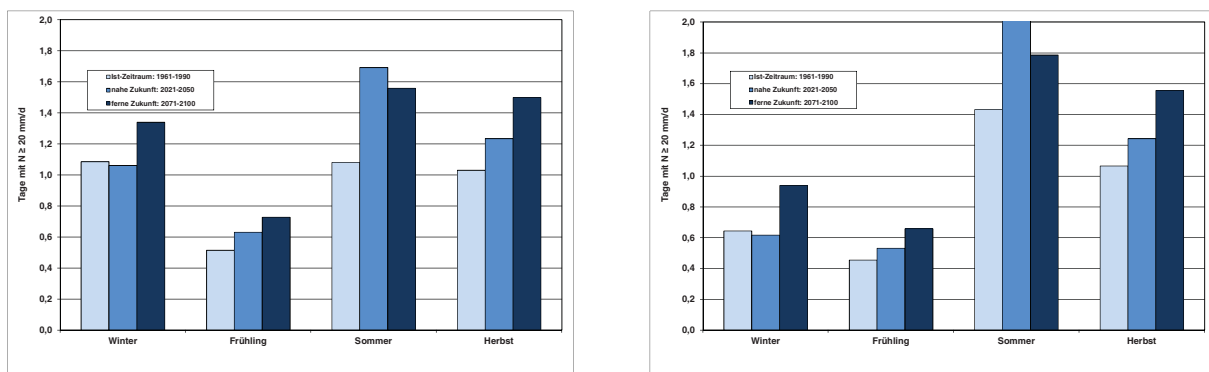 2,0
1,8
1,6
1,4
1,2
1,0
0,8
0,6
0,4
0,2
0,0
Tage mit N ≥ 20 mm/d
Ist-Zeitraum: 1961-1990
nahe Zukunft: 2021-2050
ferne Zukunft: 2071-2100
Winter Frühling Sommer Herbst
2,0
1,8
1,6
1,4
1,2
1,0
0,8
0,6
0,4
0,2
0,0
Tage mit N ≥ 20 mm/d
Ist-Zeitraum: 1961-1990
nahe Zukunft: 2021-2050
ferne Zukunft: 2071-2100
Winter Frühling Sommer Herbst